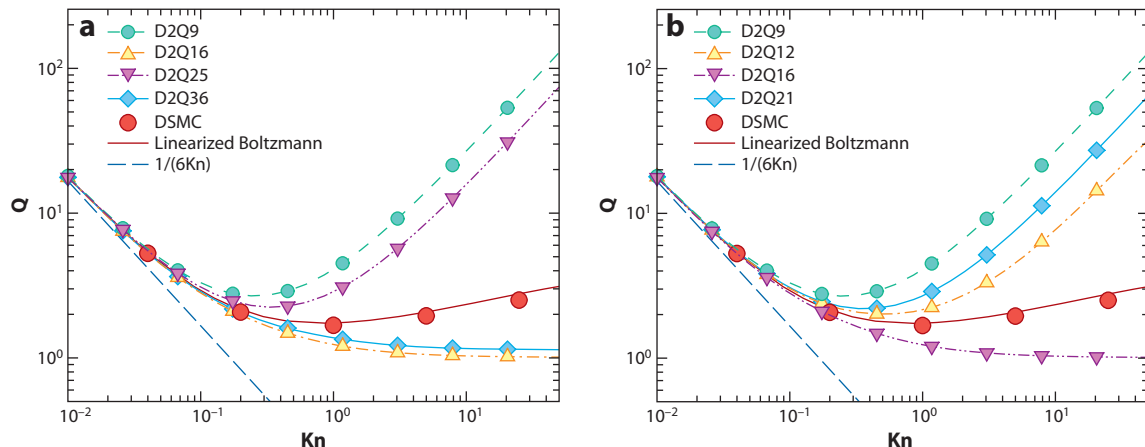 a
D2Q9
D2Q16
D2Q25
D2Q36
DSMC
Linearized Boltzmann
1/(6Kn)
Q
10²
10¹
10⁰
10⁻²
10⁻¹
10⁰
10¹
Kn
b
D2Q9
D2Q12
D2Q16
D2Q21
DSMC
Linearized Boltzmann
1/(6Kn)
Q
10²
10¹
10⁰
10⁻²
10⁻¹
10⁰
10¹
Kn